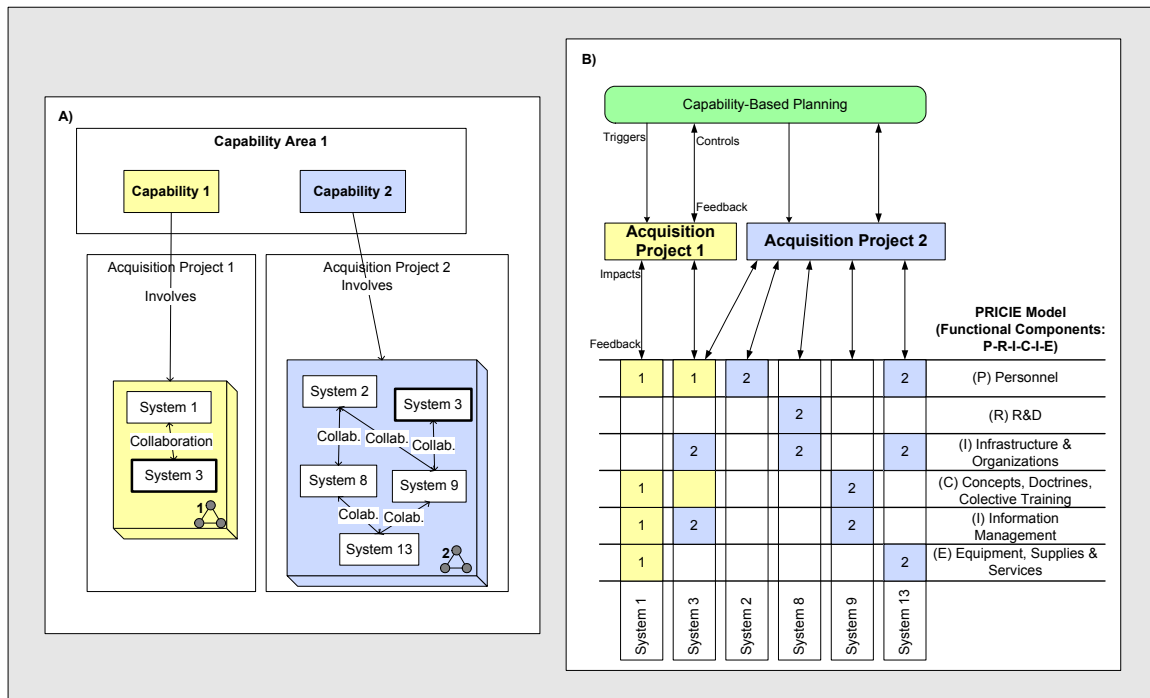 A)
Capability Area 1
Capability 1
Capability 2
Acquisition Project 1
Involves
System 1
Collaboration
System 3
1
Acquisition Project 2
Involves
System 2
System 3
Collab.
Collab.
Collab.
System 8
System 9
Colab.
Colab.
System 13
2
B)
Capability-Based Planning
Triggers
Controls
Feedback
Acquisition
Project 1
Acquisition Project 2
Impacts
Feedback
PRICIE Model
(Functional Components:
P-R-I-C-I-E)
1 1 2 2 (P) Personnel
2 (R) R&D
2 2 2 (I) Infrastructure &
Organizations
1 2 (C) Concepts, Doctrines,
Colective Training
1 2 2 (I) Information
Management
1 2 (E) Equipment, Supplies &
Services
System 1
System 3
System 2
System 8
System 9
System 13